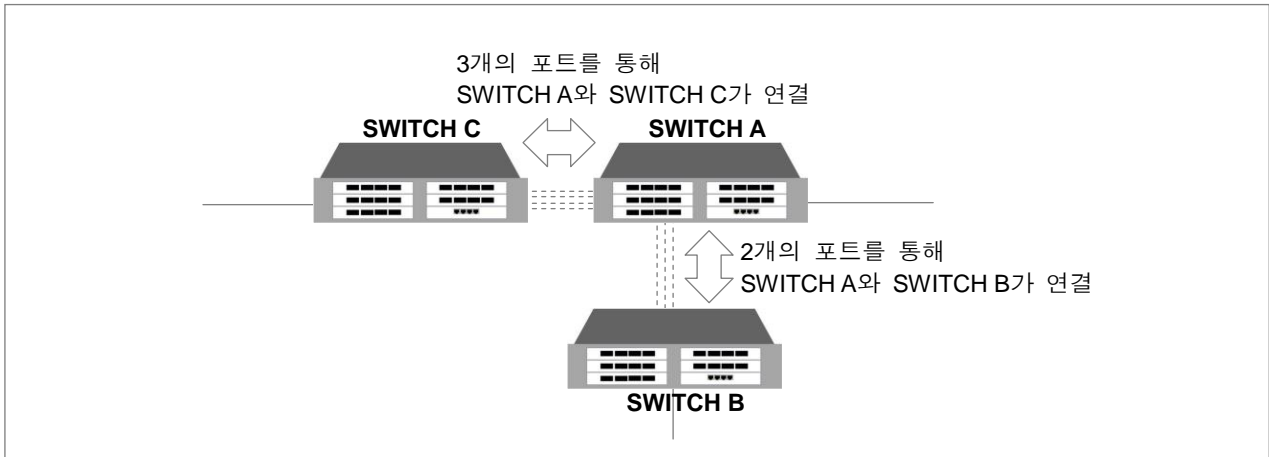 3개의 포트를 통해
SWITCH A와 SWITCH C가 연결
SWITCH C
SWITCH A
2개의 포트를 통해
SWITCH A와 SWITCH B가 연결
SWITCH B